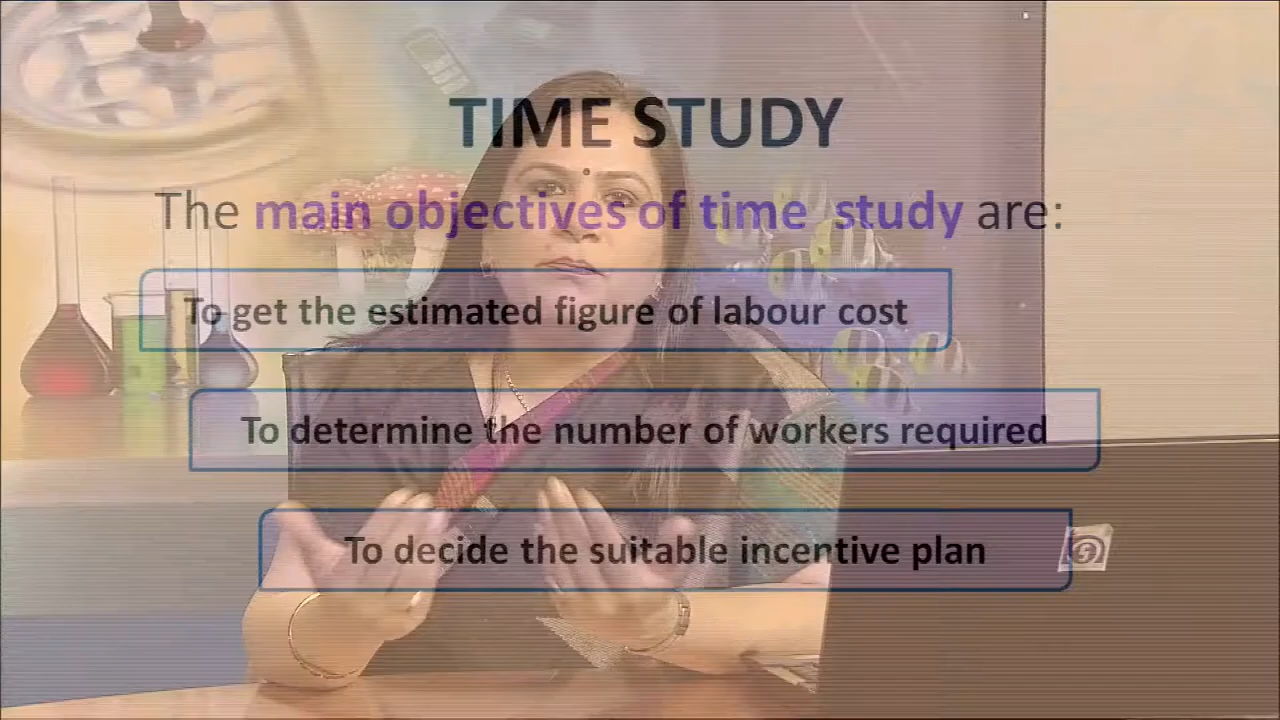 TIME STUDY
The main objectives of time study are:
To get the estimated figure of labour cost
To determine the number of workers required
To decide the suitable incentive plan